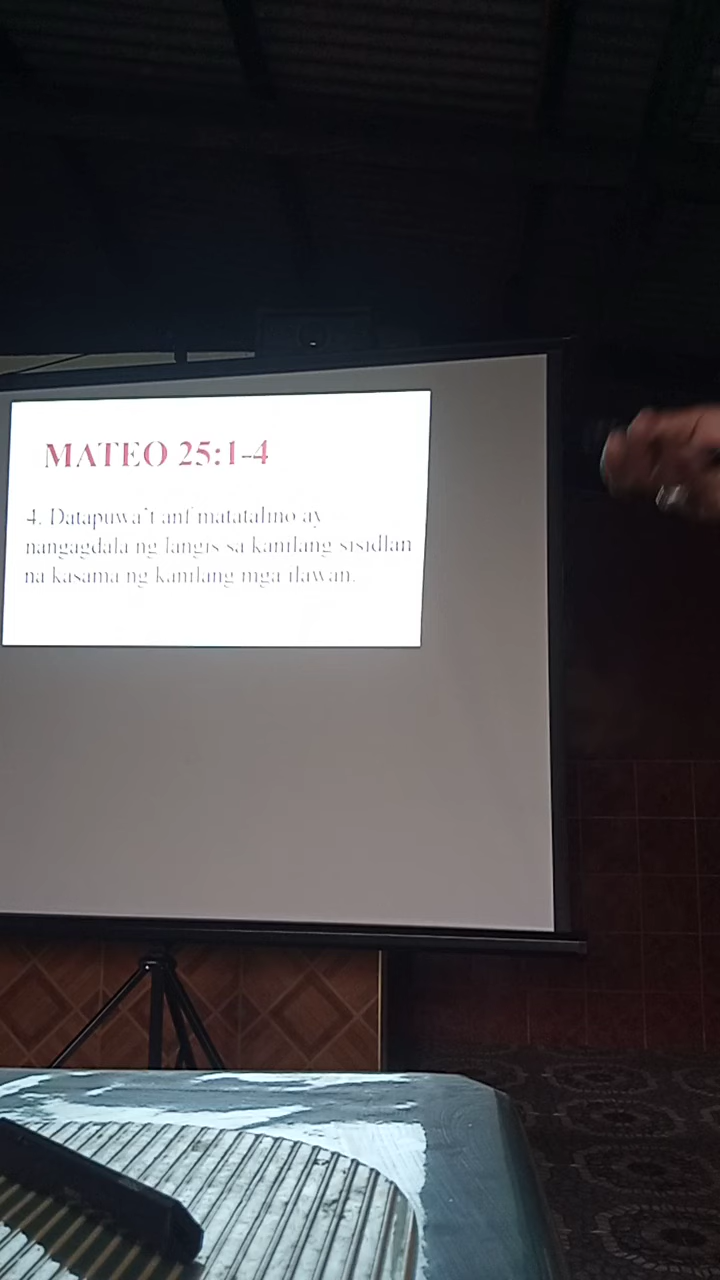 MATEO 25:1-4
4. Datapuwa't anf matatalino ay
nangagdala ng langis sa kanilang sisidlan
na kasama ng kanilang mga ilawan.